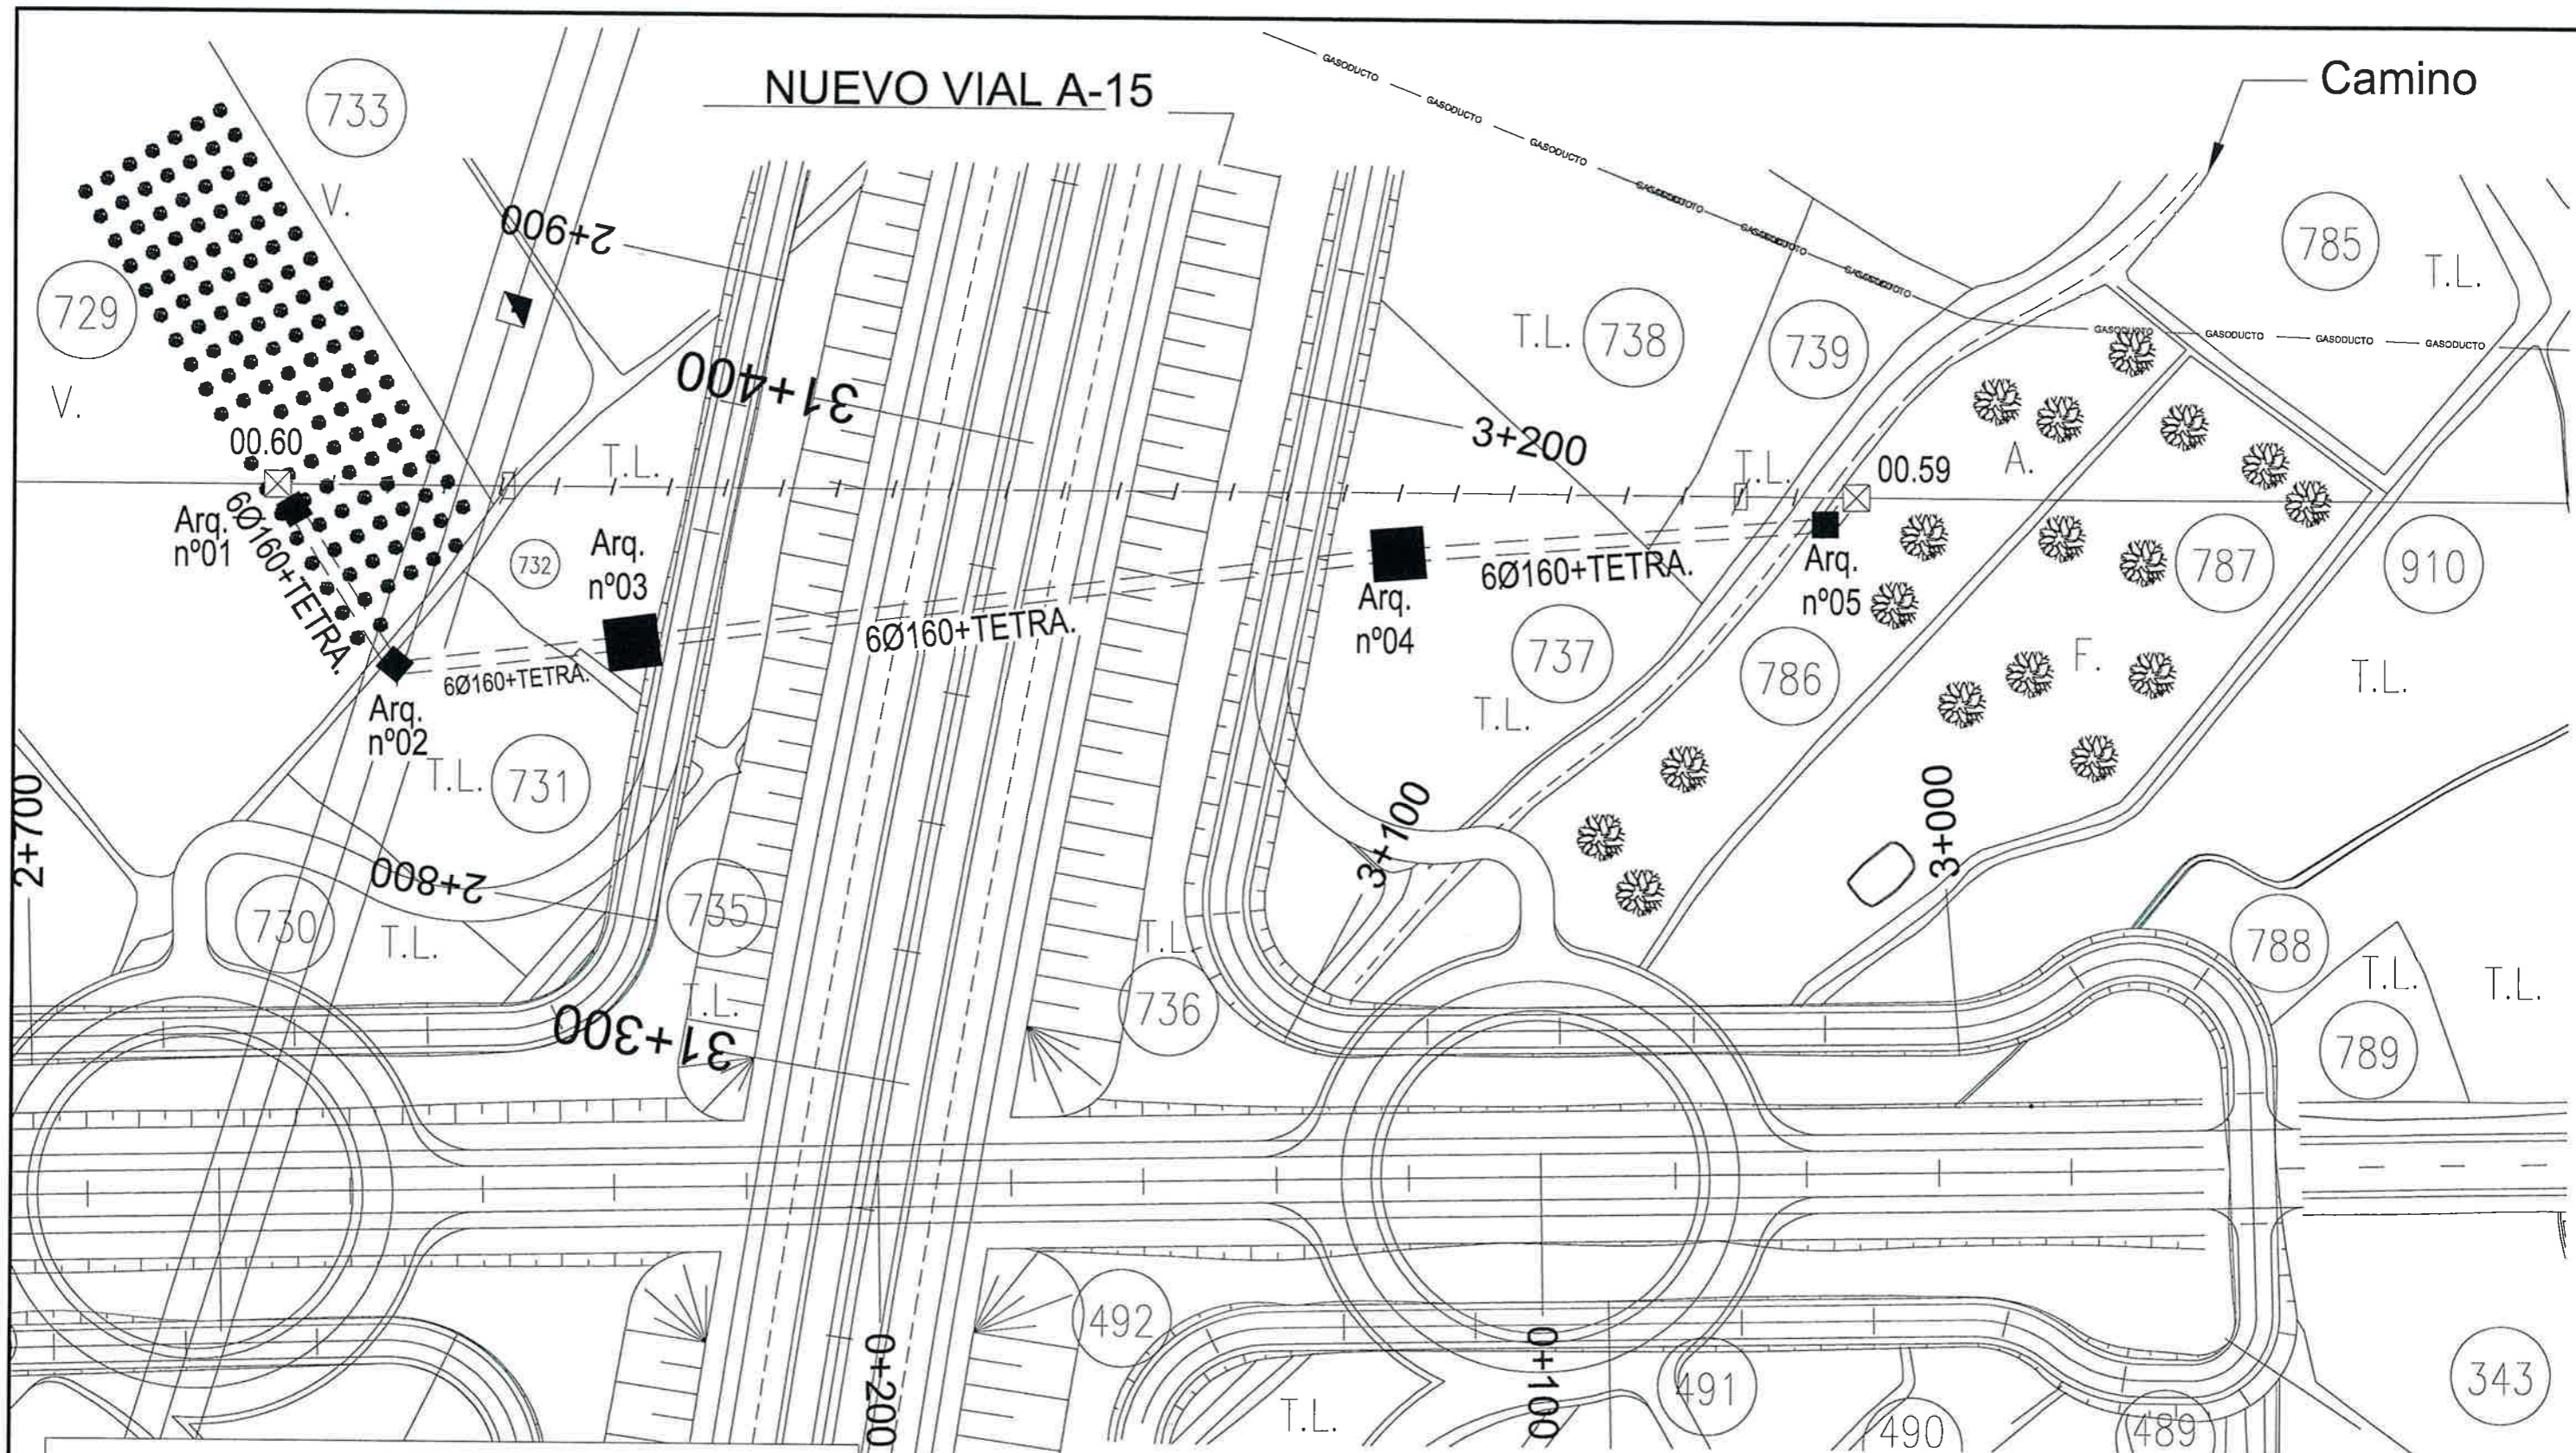 NUEVO VIAL A-15
Camino
GASODUCTO
GASODUCTO
GASODUCTO
GASODUCTO
GASODUCTO
GASODUCTO
GASODUCTO
GASODUCTO
GASODUCTO
733
V.
2+900
785
T.L.
729
V.
T.L.
738
739
31+400
3+200
00.60
T.L.
T.L.
00.59
A.
Arq.
nº01
6Ø160+TETRA.
732
Arq.
nº03
6Ø160+TETRA.
6Ø160+TETRA.
Arq.
nº04
6Ø160+TETRA.
Arq.
nº05
787
910
737
T.L.
786
F.
T.L.
Arq.
nº02
T.L.
731
2+700
2+800
730
T.L.
735
T.L.
31+300
T.L.
736
3+100
3+000
788
T.L.
T.L.
789
492
0+200
0+100
T.L.
491
490
489
343